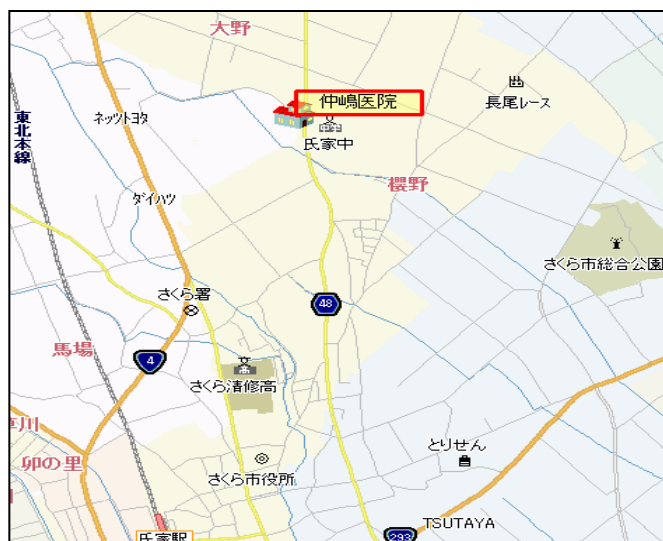 大野
仲嶋医院
長尾レース
ネッツトヨタ
東北本線
氏家中
櫻野
ダイハツ
さくら市総合公園
さくら署
48
馬場
4
さくら清修高
草川
卯の里
とりせん
さくら市役所
TSUTAYA
293
氏家駅